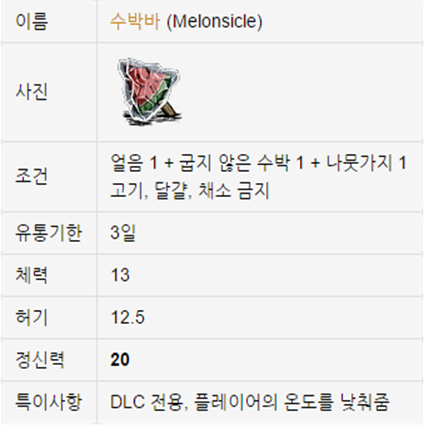 이름 수박바 (Melonsicle)
사진
조건 얼음 1 + 굽지 않은 수박 1 + 나뭇가지 1
고기, 달걀, 채소 금지
유통기한 3일
체력 13
허기 12.5
정신력 20
특이사항 DLC 전용, 플레이어의 온도를 낮춰줌